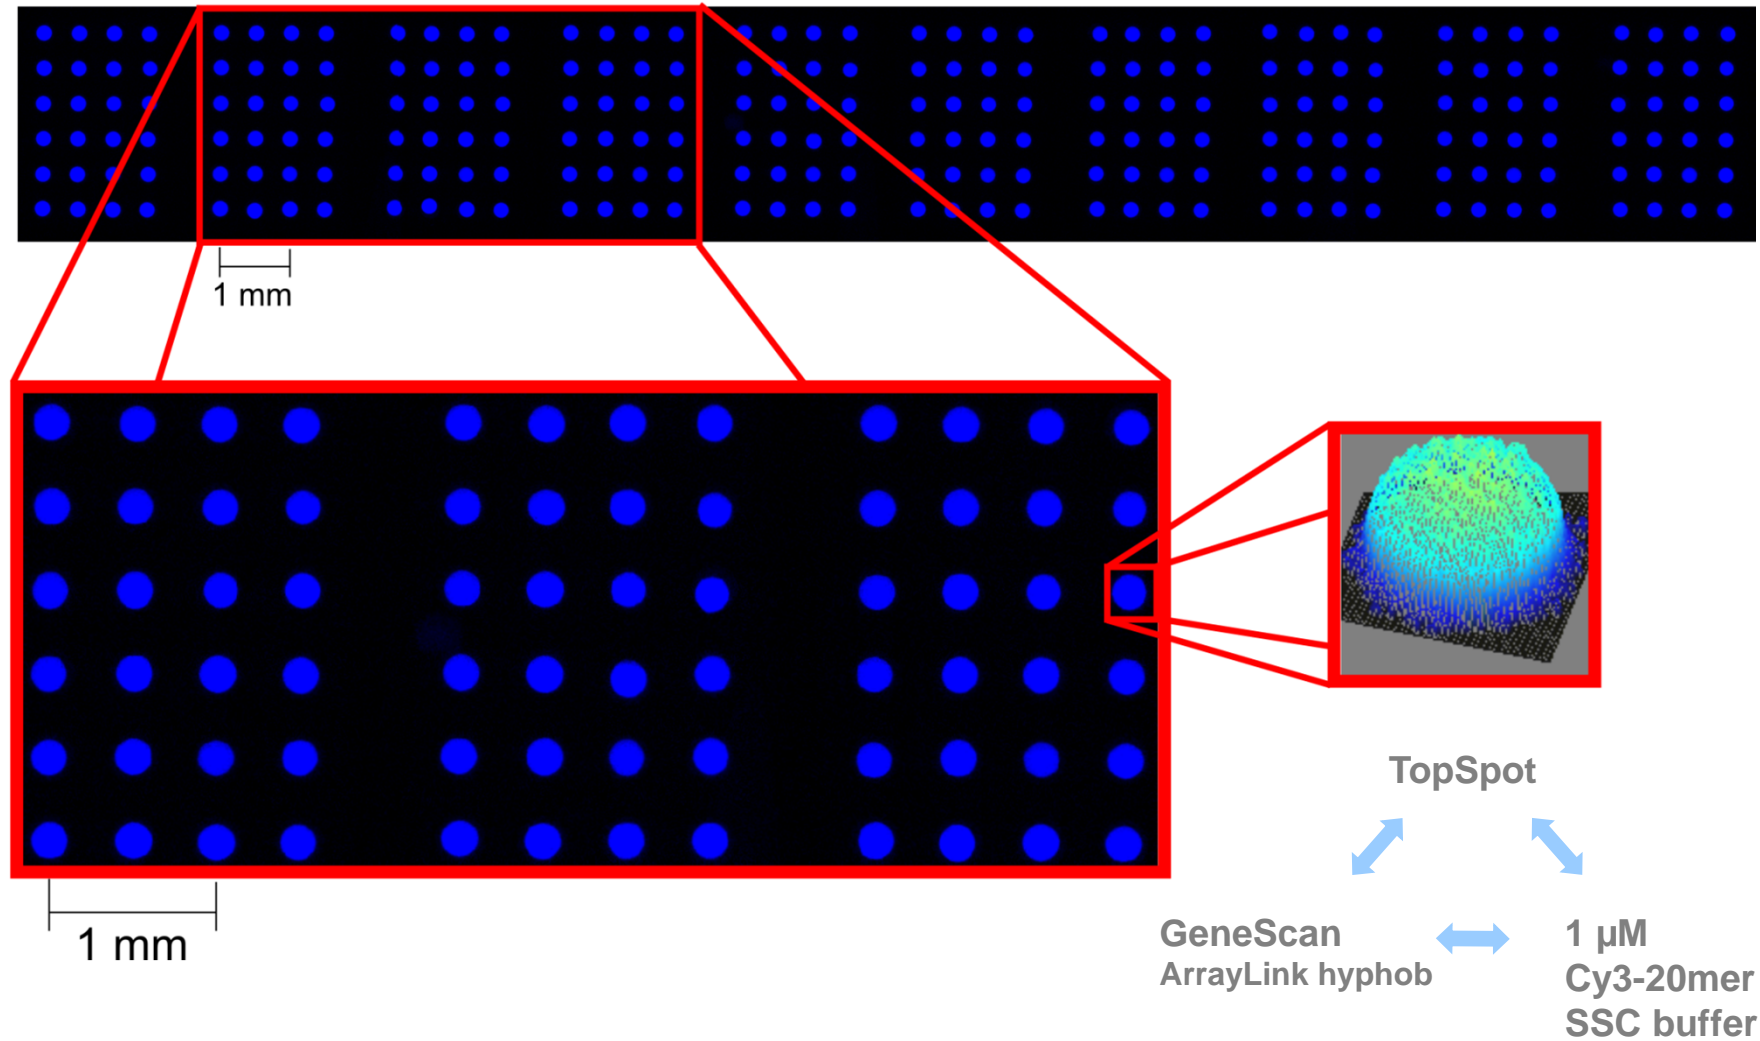 1 mm
1 mm
TopSpot
GeneScan
ArrayLink hyphob
1 µM
Cy3-20mer
SSC buffer